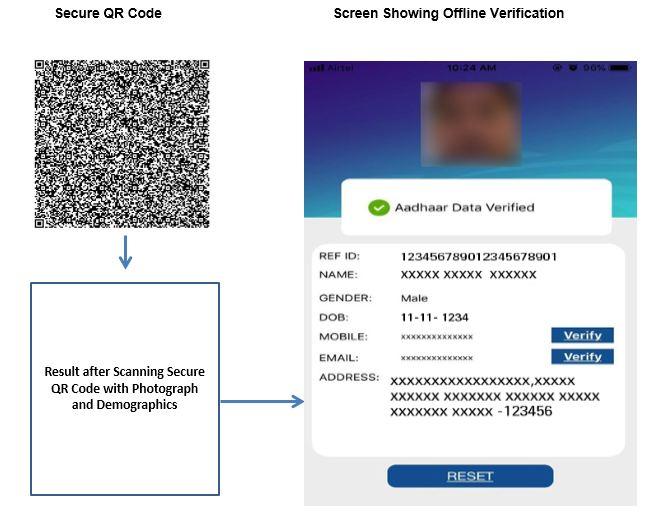 Secure QR Code
Screen Showing Offline Verification
Airtel 10:24 AM 96%
Aadhaar Data Verified
REF ID: 123456789012345678901
NAME: XXXXX XXXXX XXXXXX
GENDER: Male
DOB: 11-11- 1234
MOBILE: xxxxxxxxxxxxxx Verify
EMAIL: xxxxxxxxxxxxxx Verify
ADDRESS: XXXXXXXXXXXXXXXXX,XXXXX
XXXXXX XXXXXXX XXXXXX XXXXX
XXXXXXX XXXXX -123456
RESET
Result after Scanning Secure
QR Code with Photograph
and Demographics